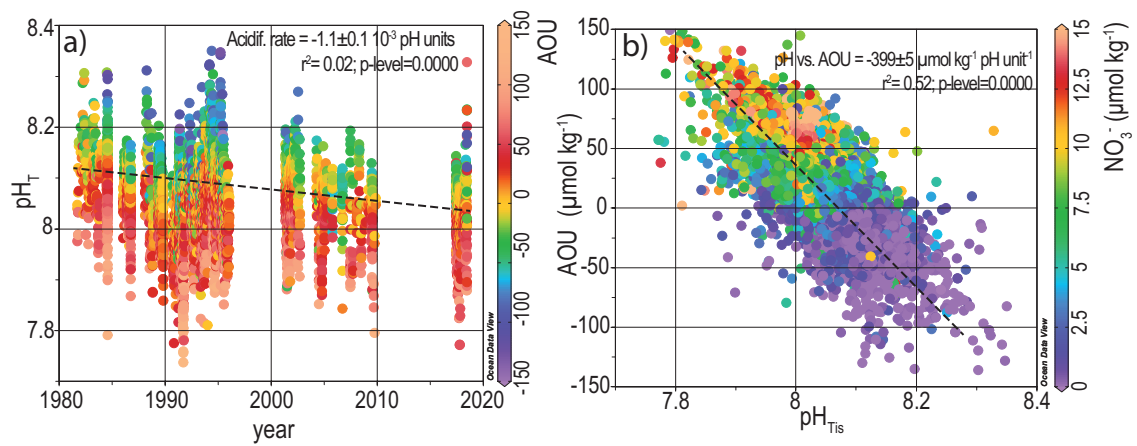 a)
Acidif. rate = -1.1±0.1 10⁻³ pH units
r²= 0.02; p-level=0.0000
8.4
8.2
8
7.8
pH_T
1980
1990
2000
2010
2020
year
150
100
50
0
-50
-100
-150
AOU
Ocean Data View
b)
pH vs. AOU = -399±5 µmol kg⁻¹ pH unit⁻¹
r²= 0.52; p-level=0.0000
150
100
50
0
-50
-100
-150
AOU (µmol kg⁻¹)
7.8
8
8.2
8.4
pH_Tis
15
12.5
10
7.5
5
2.5
0
NO₃⁻ (µmol kg⁻¹)
Ocean Data View